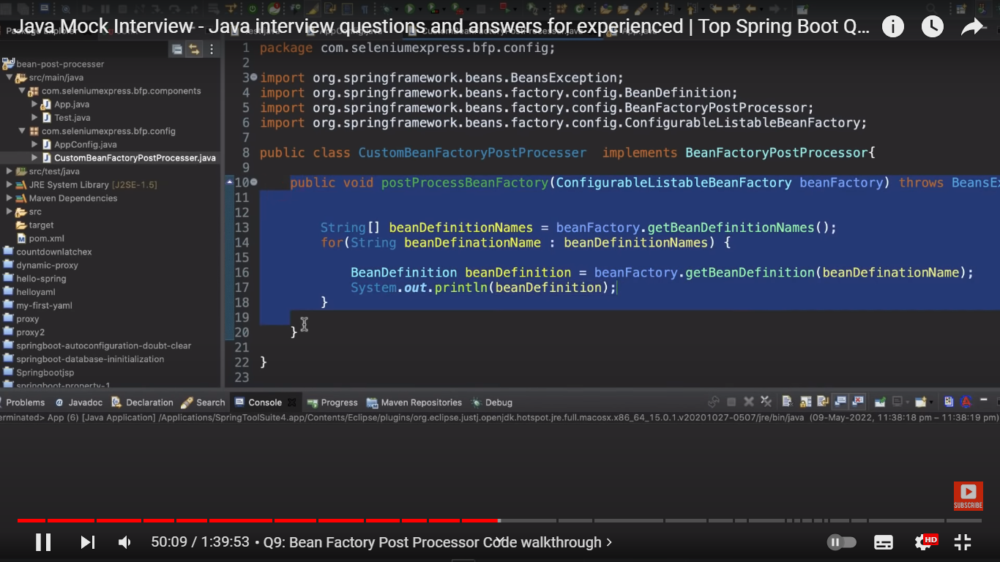 Java Mock Interview - Java interview questions and answers for experienced | Top Spring Boot Q...
bean-post-processer
src/main/java
com.seleniumexpress.bfp.components
App.java
Test.java
com.seleniumexpress.bfp.config
AppConfig.java
CustomBeanFactoryPostProcesser.java
src/test/java
JRE System Library [J2SE-1.5]
Maven Dependencies
src
target
pom.xml
countdownlatchex
dynamic-proxy
hello-spring
helloyaml
my-first-yaml
proxy
proxy2
springboot-autoconfiguration-doubt-clear
springboot-database-ininitialization
Springbootjsp
springboot-property-1
1 package com.seleniumexpress.bfp.config;
2
3 import org.springframework.beans.BeansException;
4 import org.springframework.beans.factory.config.BeanDefinition;
5 import org.springframework.beans.factory.config.BeanFactoryPostProcessor;
6 import org.springframework.beans.factory.config.ConfigurableListableBeanFactory;
7
8 public class CustomBeanFactoryPostProcesser implements BeanFactoryPostProcessor{
9
10 public void postProcessBeanFactory(ConfigurableListableBeanFactory beanFactory) throws BeansEx
11
12
13 String[] beanDefinitionNames = beanFactory.getBeanDefinitionNames();
14 for(String beanDefinationName : beanDefinitionNames) {
15
16 BeanDefinition beanDefinition = beanFactory.getBeanDefinition(beanDefinationName);
17 System.out.println(beanDefinition);
18 }
19
20 }
21
22 }
23
Problems @ Javadoc Declaration Search Console Progress Maven Repositories Debug
erminated> App (6) [Java Application] /Applications/SpringToolSuite4.app/Contents/Eclipse/plugins/org.eclipse.justj.openjdk.hotspot.jre.full.macosx.x86_64_15.0.1.v20201027-0507/jre/bin/java (09-May-2022, 11:38:18 pm – 11:38:19 pm)
SUBSCRIBE
50:09 / 1:39:53 • Q9: Bean Factory Post Processor Code walkthrough >
HD